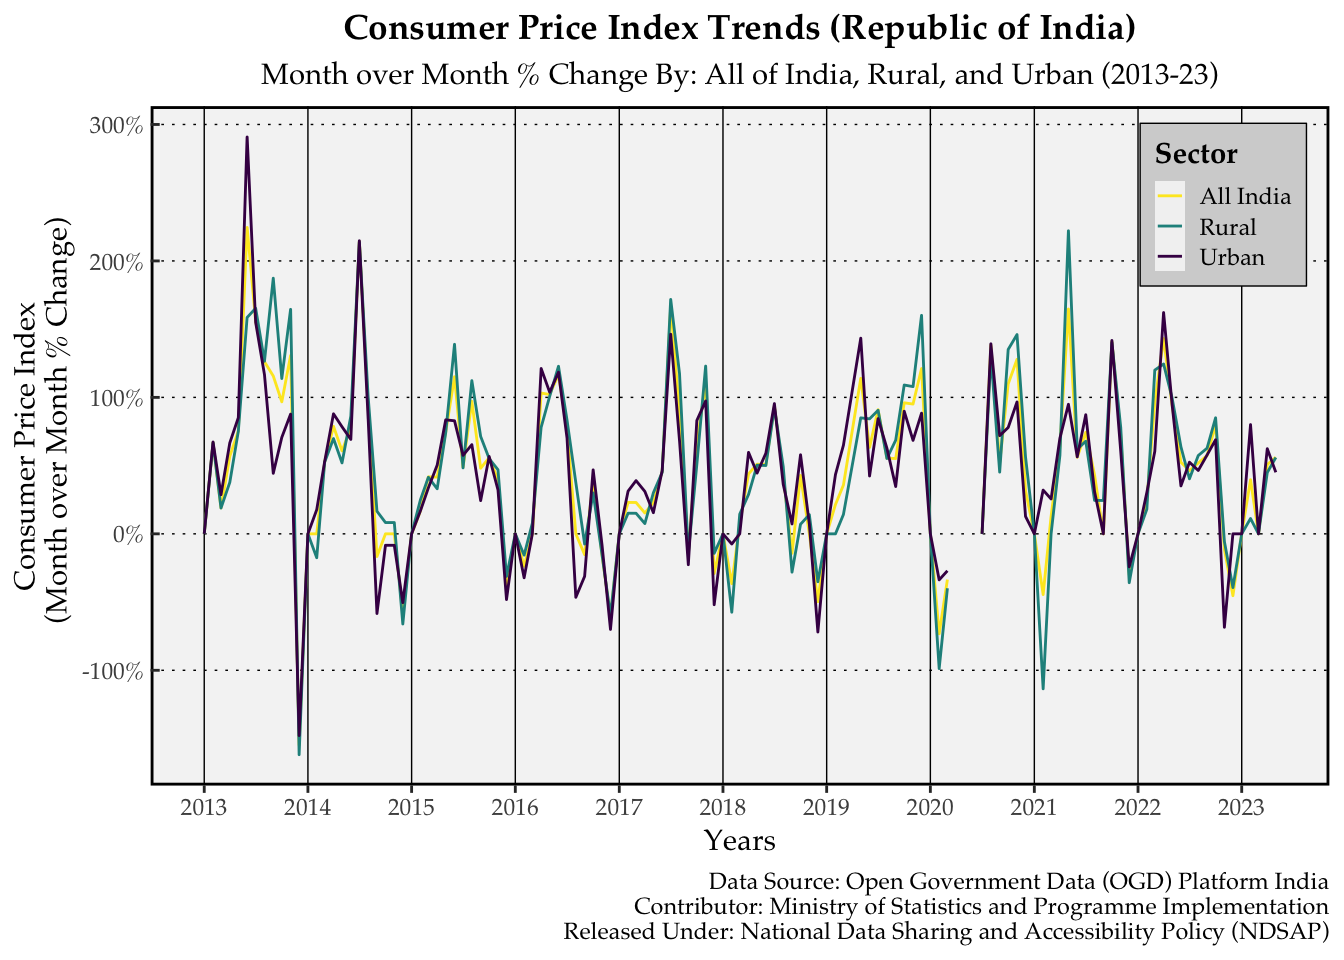 Consumer Price Index Trends (Republic of India)
Month over Month % Change By: All of India, Rural, and Urban (2013-23)
Consumer Price Index
(Month over Month % Change)
300%
200%
100%
0%
-100%
Sector
All India
Rural
Urban
2013 2014 2015 2016 2017 2018 2019 2020 2021 2022 2023
Years
Data Source: Open Government Data (OGD) Platform India
Contributor: Ministry of Statistics and Programme Implementation
Released Under: National Data Sharing and Accessibility Policy (NDSAP)